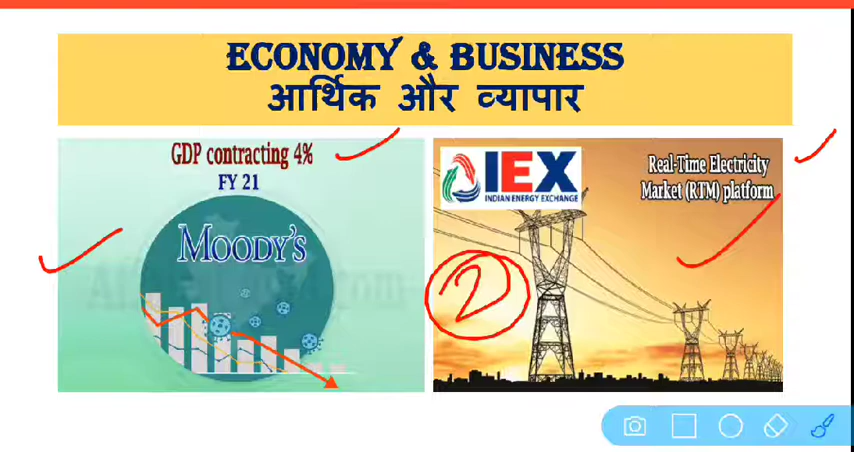 ECONOMY & BUSINESS
आर्थिक और व्यापार
GDP contracting 4%
FY 21
MOODY'S
IEX
INDIAN ENERGY EXCHANGE
Real-Time Electricity
Market (RTM) platform
2